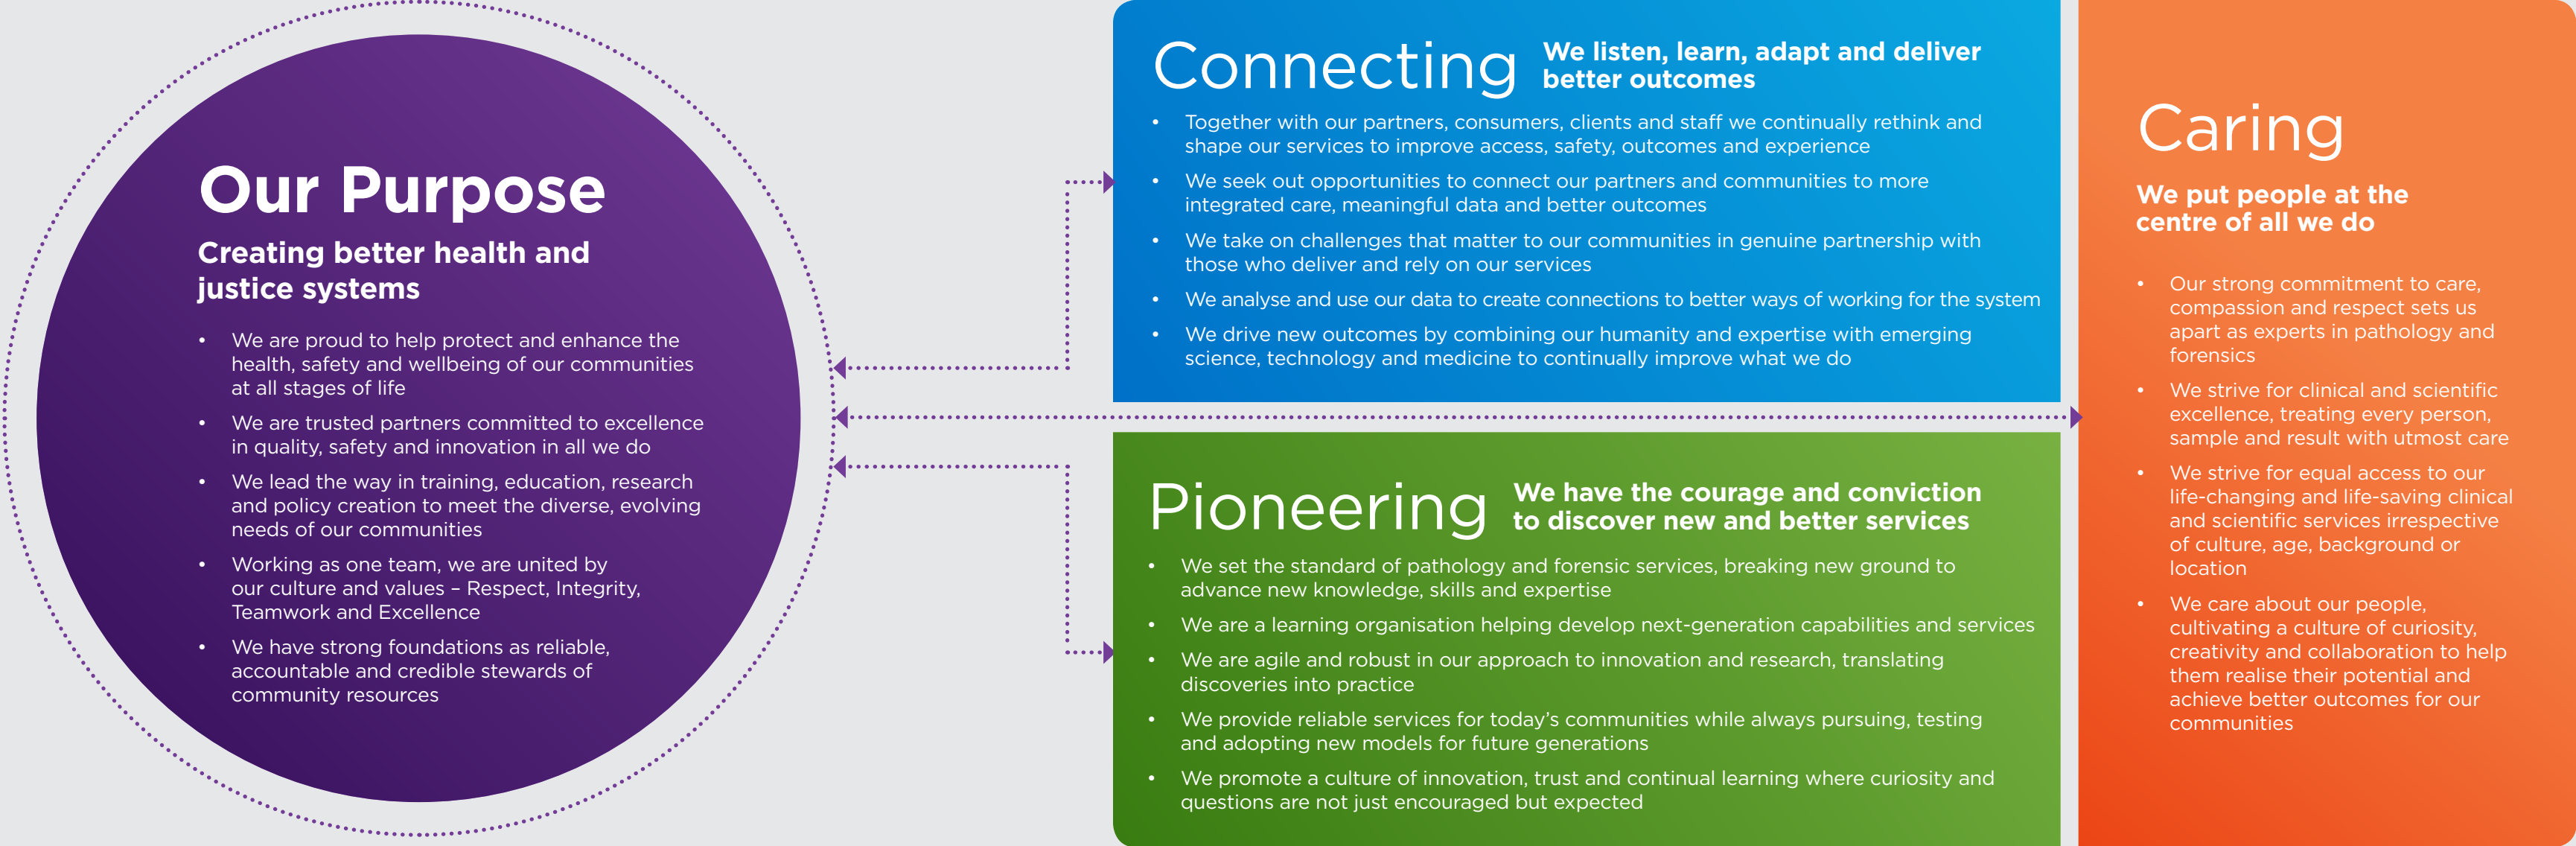 Our Purpose
Creating better health and
justice systems
• We are proud to help protect and enhance the
health, safety and wellbeing of our communities
at all stages of life
• We are trusted partners committed to excellence
in quality, safety and innovation in all we do
• We lead the way in training, education, research
and policy creation to meet the diverse, evolving
needs of our communities
• Working as one team, we are united by
our culture and values – Respect, Integrity,
Teamwork and Excellence
• We have strong foundations as reliable,
accountable and credible stewards of
community resources
Connecting
We listen, learn, adapt and deliver
better outcomes
• Together with our partners, consumers, clients and staff we continually rethink and
shape our services to improve access, safety, outcomes and experience
• We seek out opportunities to connect our partners and communities to more
integrated care, meaningful data and better outcomes
• We take on challenges that matter to our communities in genuine partnership with
those who deliver and rely on our services
• We analyse and use our data to create connections to better ways of working for the system
• We drive new outcomes by combining our humanity and expertise with emerging
science, technology and medicine to continually improve what we do
Pioneering
We have the courage and conviction
to discover new and better services
• We set the standard of pathology and forensic services, breaking new ground to
advance new knowledge, skills and expertise
• We are a learning organisation helping develop next-generation capabilities and services
• We are agile and robust in our approach to innovation and research, translating
discoveries into practice
• We provide reliable services for today’s communities while always pursuing, testing
and adopting new models for future generations
• We promote a culture of innovation, trust and continual learning where curiosity and
questions are not just encouraged but expected
Caring
We put people at the
centre of all we do
• Our strong commitment to care,
compassion and respect sets us
apart as experts in pathology and
forensics
• We strive for clinical and scientific
excellence, treating every person,
sample and result with utmost care
• We strive for equal access to our
life-changing and life-saving clinical
and scientific services irrespective
of culture, age, background or
location
• We care about our people,
cultivating a culture of curiosity,
creativity and collaboration to help
them realise their potential and
achieve better outcomes for our
communities